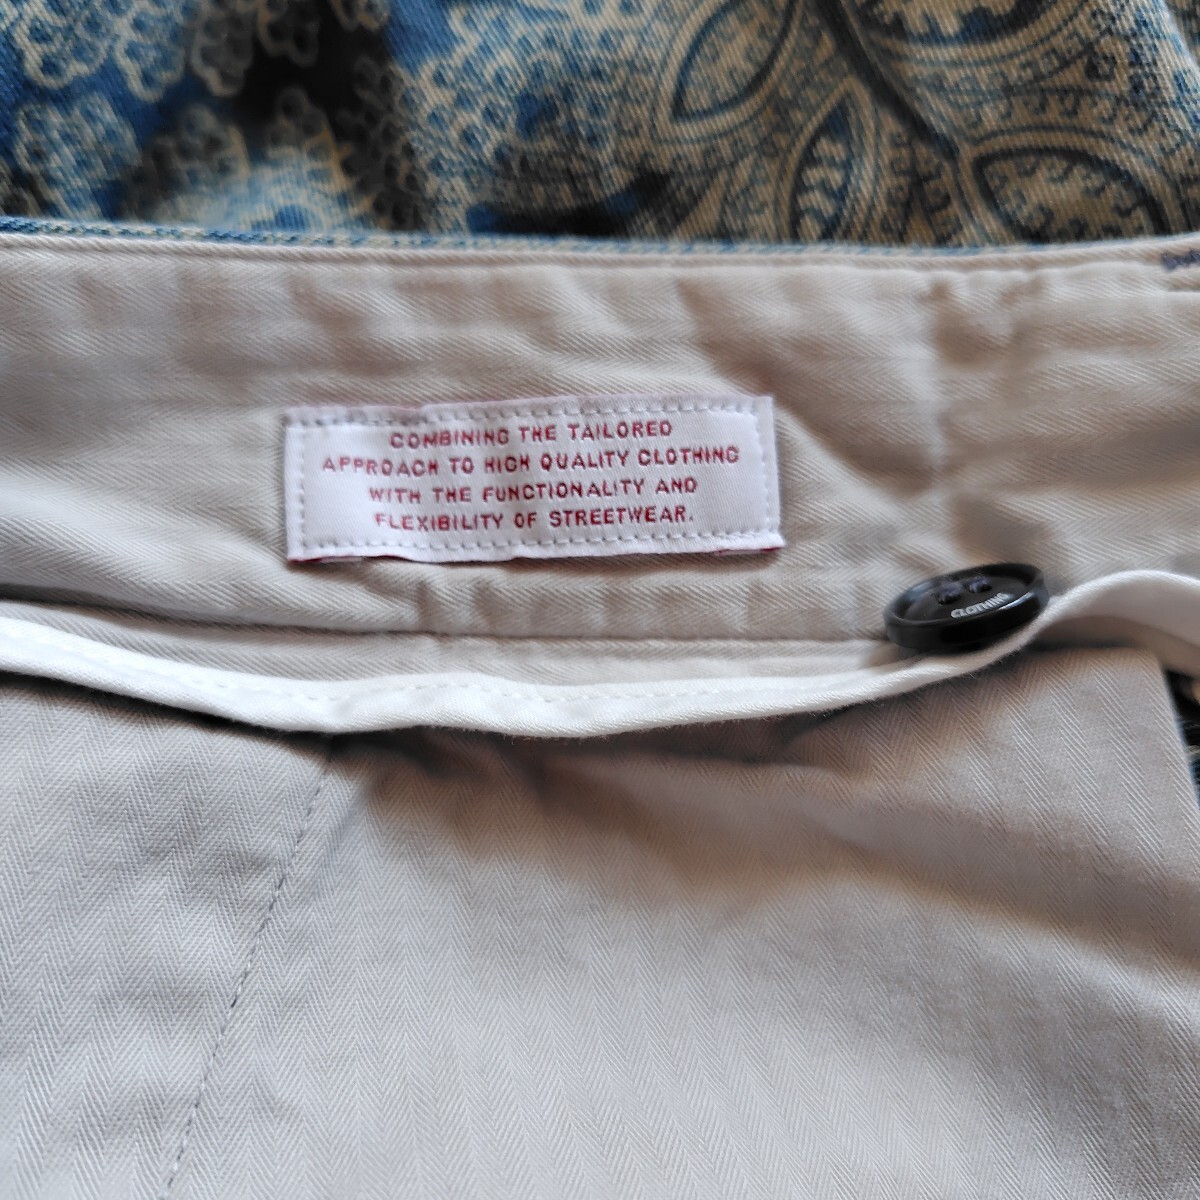 COMBINING THE TAILORED
APPROACH TO HIGH QUALITY CLOTHING
WITH THE FUNCTIONALITY AND
FLEXIBILITY OF STREETWEAR.
CLOTHING